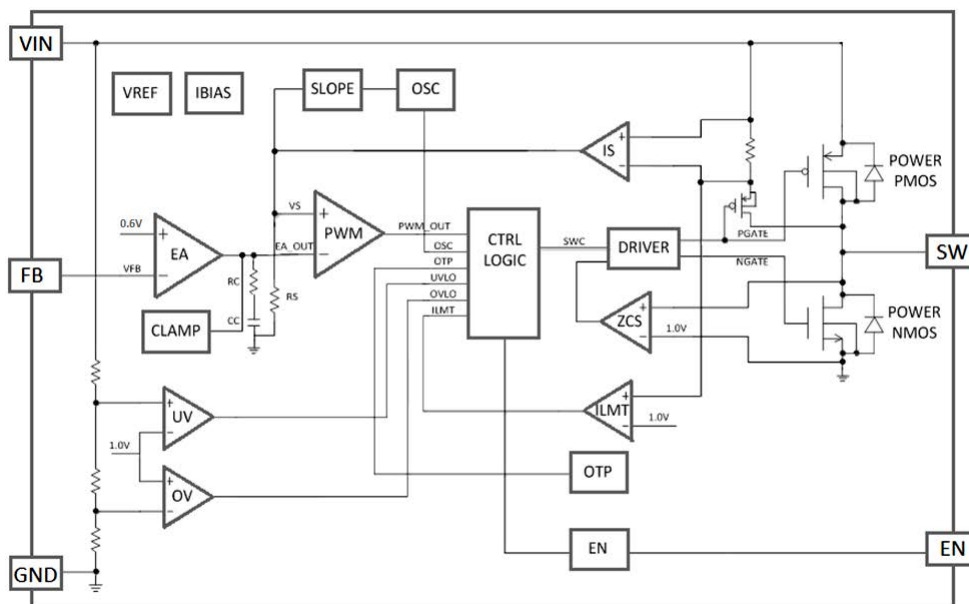 VIN
VREF
IBIAS
SLOPE
OSC
IS
+
−
POWER
PMOS
VS
+
PWM
−
0.6V
+
EA
−
EA_OUT
PWM_OUT
CTRL
LOGIC
SWC
DRIVER
PGATE
NGATE
OSC
OTP
UVLO
OVLO
ILMT
FB
VFB
SW
RC
RS
CC
CLAMP
+
ZCS
−
1.0V
POWER
NMOS
+
UV
−
1.0V
+
OV
−
+
ILMT
−
1.0V
OTP
EN
EN
GND